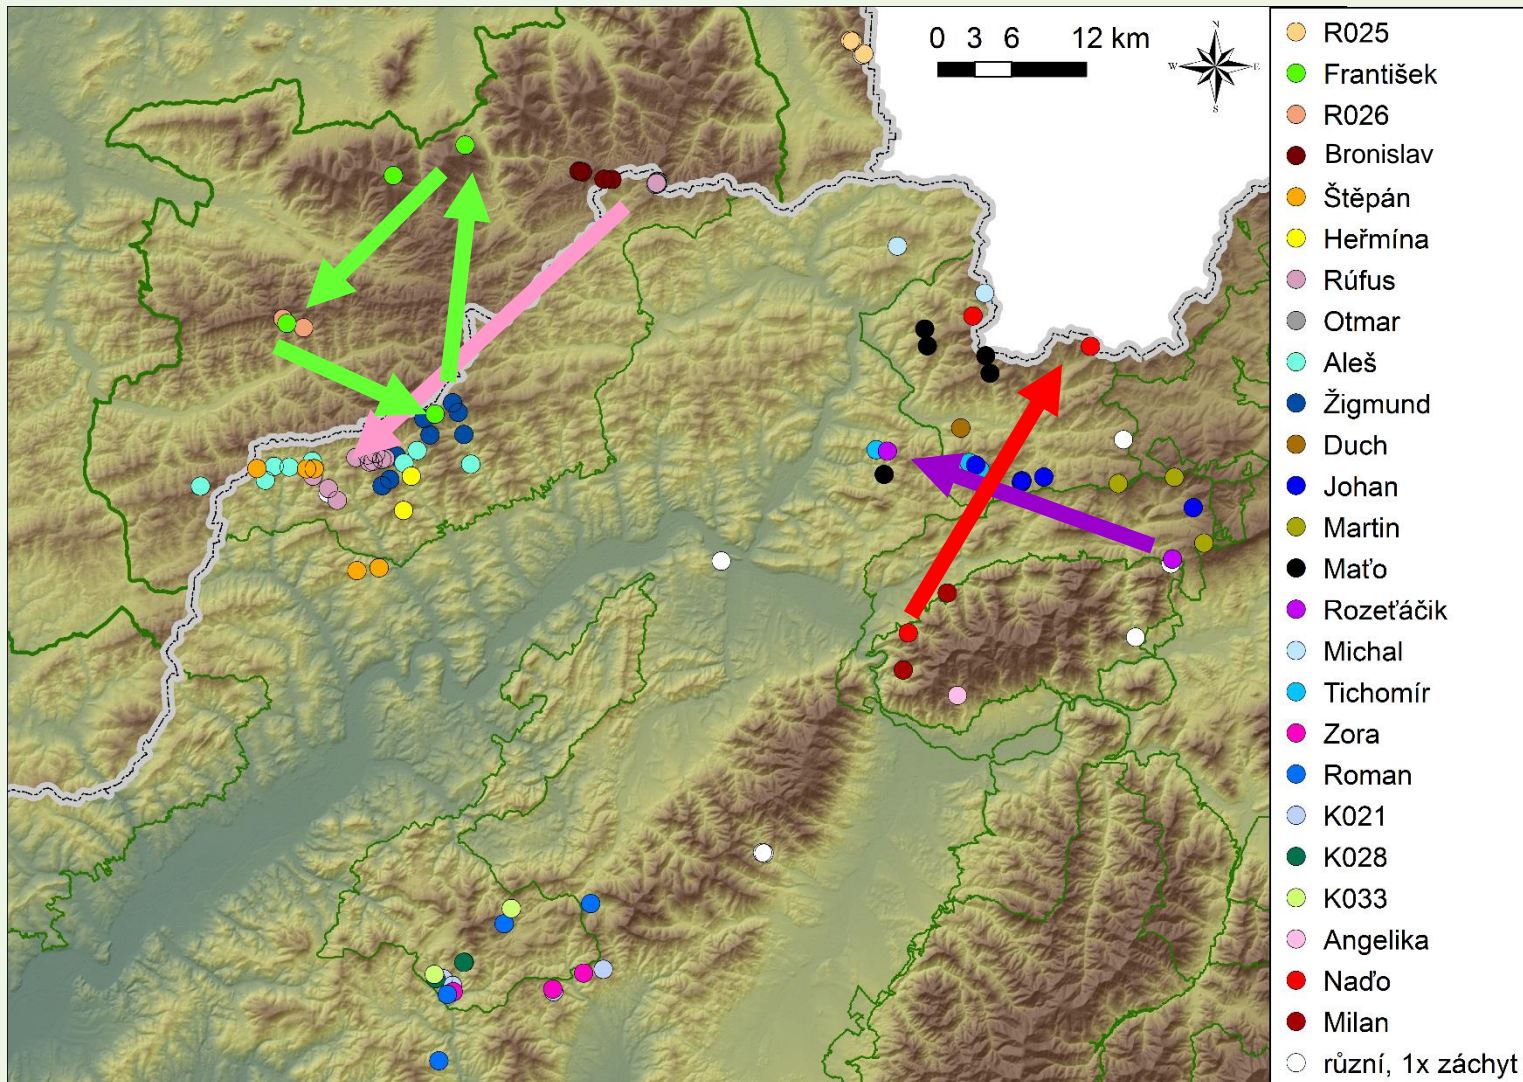 0 3 6 12 km
N
W E
S
R025
František
R026
Bronislav
Štěpán
Heřmína
Rúfus
Otmar
Aleš
Žigmund
Duch
Johan
Martin
Maťo
Rozeťáčik
Michal
Tichomír
Zora
Roman
K021
K028
K033
Angelika
Naďo
Milan
různí, 1x záchyt